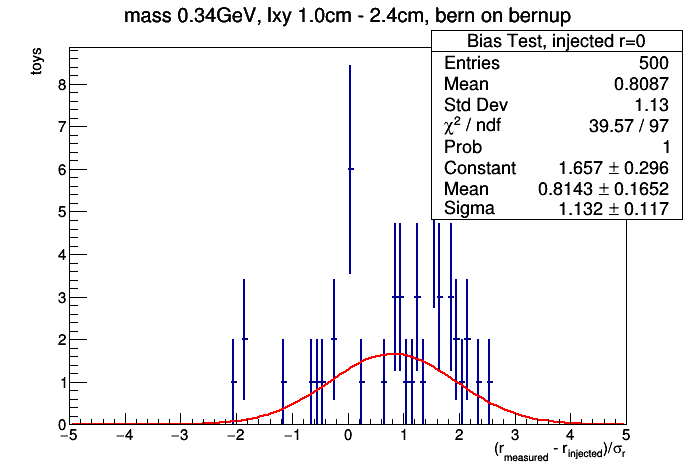 mass 0.34GeV, lxy 1.0cm - 2.4cm, bern on bernup
Bias Test, injected r=0
Entries 500
Mean 0.8087
Std Dev 1.13
χ² / ndf 39.57 / 97
Prob 1
Constant 1.657 ± 0.296
Mean 0.8143 ± 0.1652
Sigma 1.132 ± 0.117
toys
8
7
6
5
4
3
2
1
0
−5 −4 −3 −2 −1 0 1 2 3 4 5
(r_measured - r_injected)/σ_r